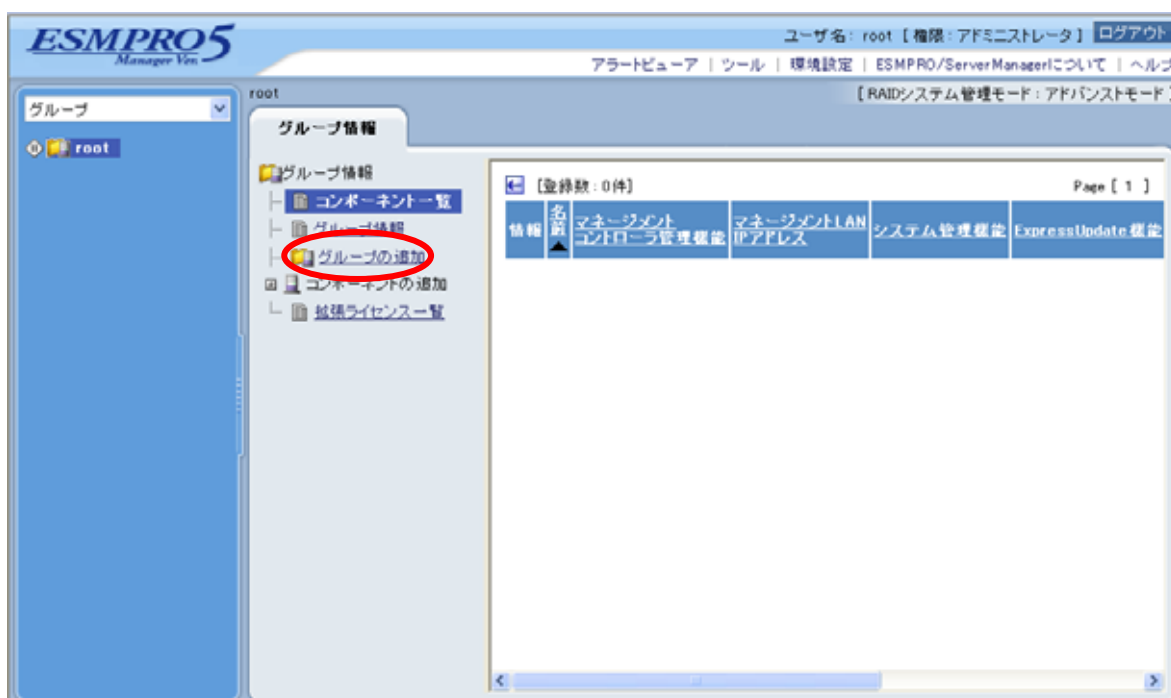 ESMPRO5
Manager Ver.
ユーザ名: root 【権限:アドミニストレータ】 ログアウト
アラートビューア | ツール | 環境設定 | ESMPRO/ServerManagerについて | ヘルプ
グループ
root
root
[RAIDシステム管理モード:アドバンストモード]
グループ情報
グループ情報
コンポーネント一覧
グループ情報
グループの追加
コンポーネントの追加
拡張ライセンス一覧
[登録数:0件]
Page [ 1 ]
情報
名前▲
マネージメント
コントローラ管理機能
マネージメントLAN
IPアドレス
システム管理機能
ExpressUpdate機能